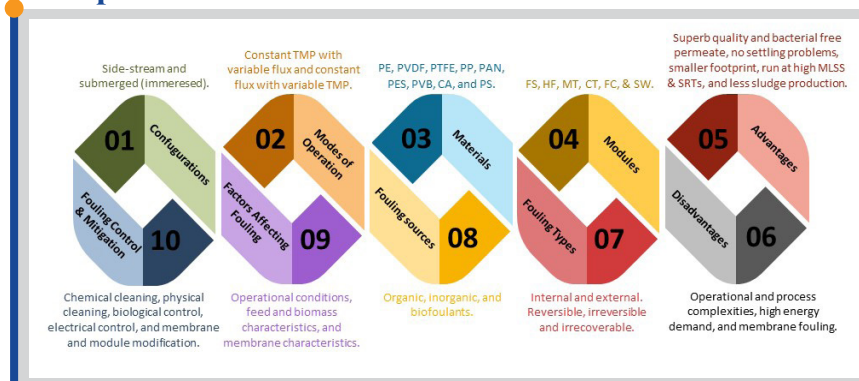 Side-stream and
submerged (immeresed).
Constant TMP with
variable flux and constant
flux with variable TMP.
PE, PVDF, PTFE, PP, PAN,
PES, PVB, CA, and PS.
FS, HF, MT, CT, FC, & SW.
Superb quality and bacterial free
permeate, no settling problems,
smaller footprint, run at high MLSS
& SRTs, and less sludge production.
01
Confugurations
02
Modes of
Operation
03
Materials
04
Modules
05
Advantages
Fouling Control
& Mitigation
10
Factors Affecting
Fouling
09
Fouling sources
08
Fouling Types
07
Disadvantages
06
Chemical cleaning, physical
cleaning, biological control,
electrical control, and membrane
and module modification.
Operational conditions,
feed and biomass
characteristics, and
membrane characteristics.
Organic, inorganic, and
biofoulants.
Internal and external.
Reversible, irreversible
and irrecoverable.
Operational and process
complexities, high energy
demand, and membrane fouling.